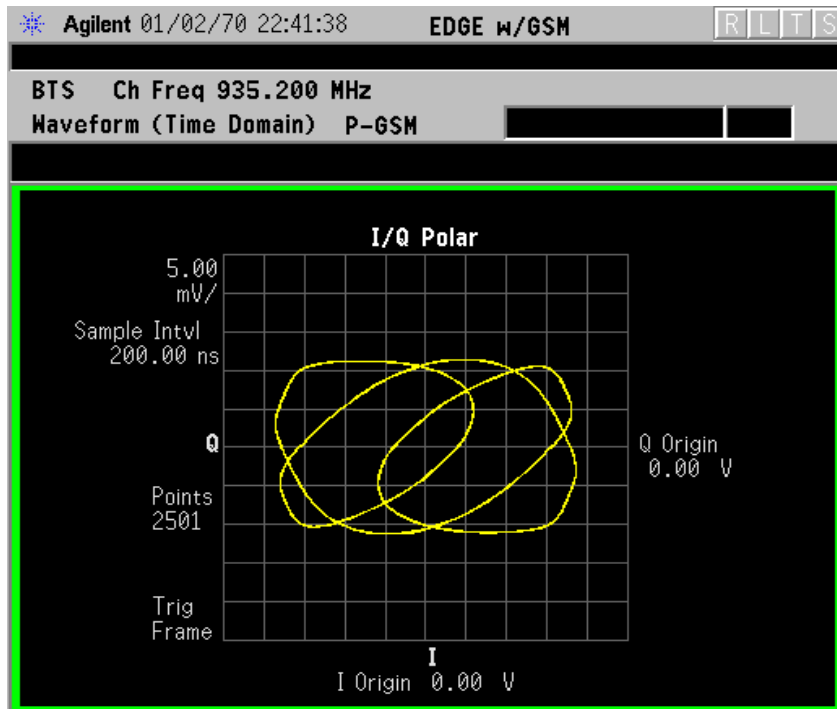 Agilent 01/02/70 22:41:38 EDGE w/GSM R L T S
BTS Ch Freq 935.200 MHz
Waveform (Time Domain) P-GSM
I/Q Polar
5.00
mV/
Sample Intvl
200.00 ns
Q
Q Origin
0.00 V
Points
2501
Trig
Frame
I
I Origin 0.00 V